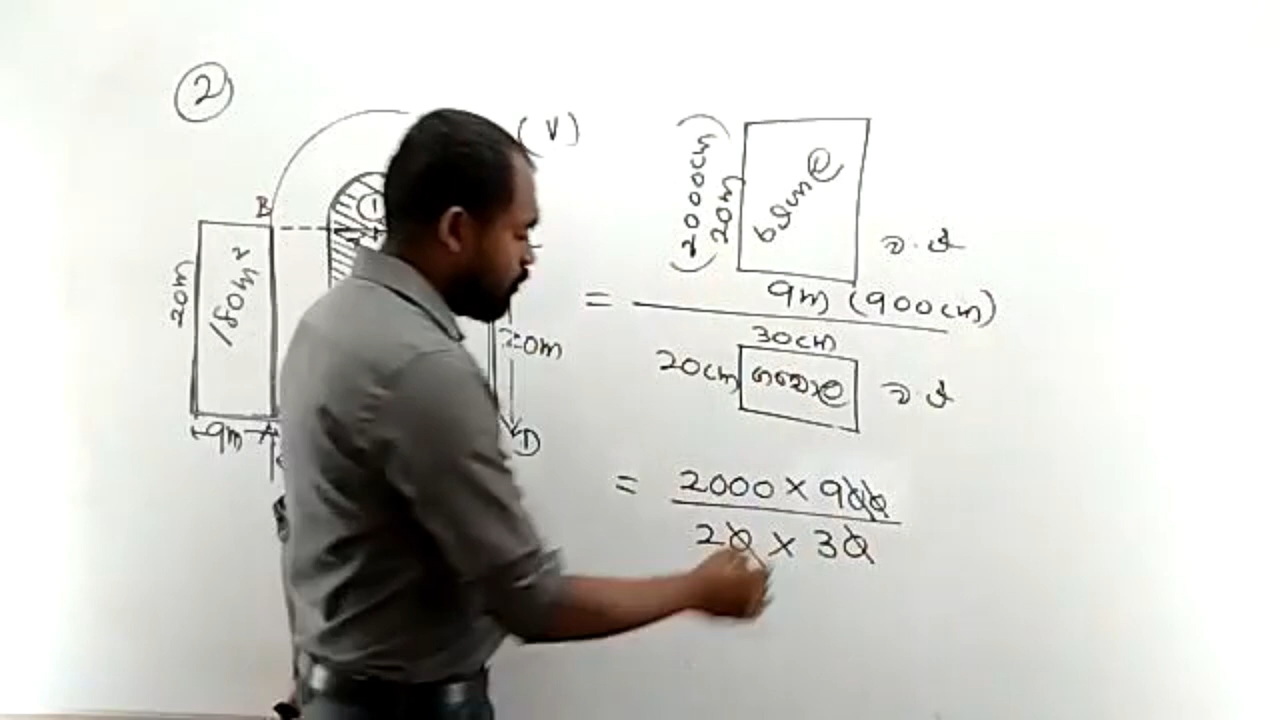 2
(V)
B
20m
180m²
9m
A
20m
D
(2000cm)
20m
ව.ඵ
=
9m (900cm)
30cm
20cm
ගඩොල
ව.ඵ
= 2000 × 900
20 × 30